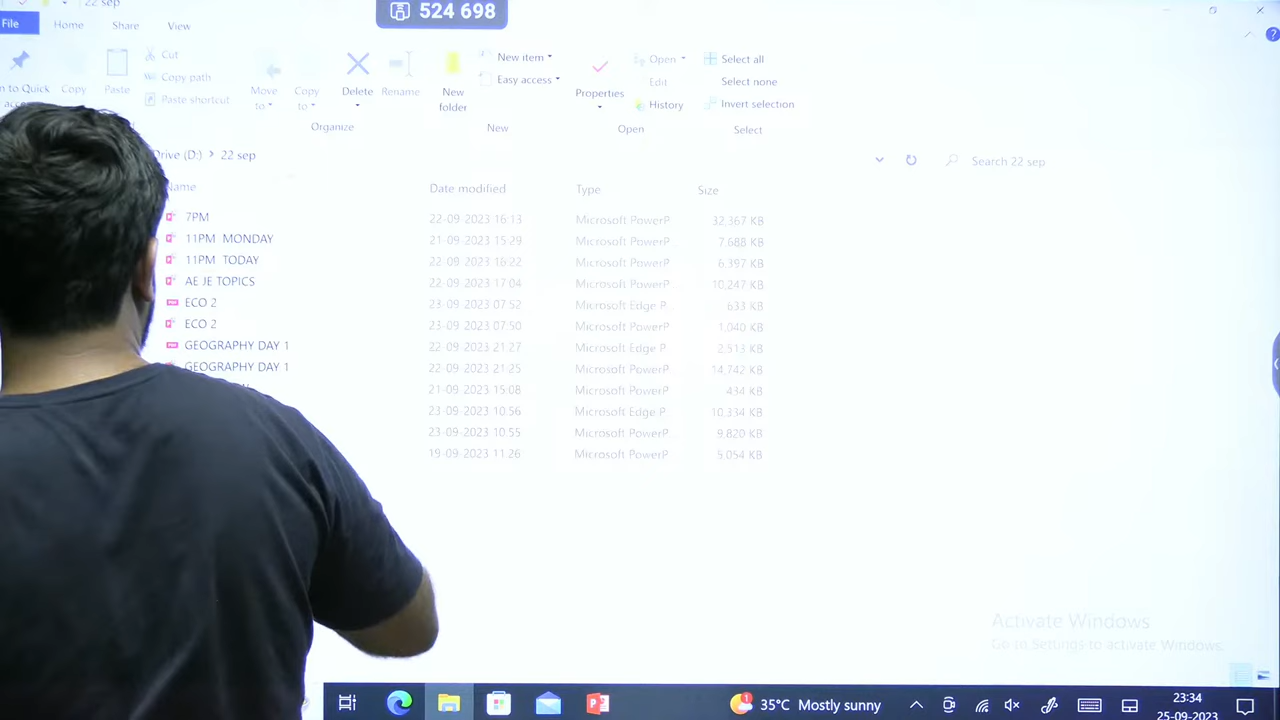 22 sep
524 698
File
Home
Share
View
Cut
Copy path
Paste shortcut
Copy
Paste
Move to
Copy to
Delete
Rename
New folder
New item
Easy access
Properties
Open
Edit
History
Select all
Select none
Invert selection
Organize
New
Open
Select
Drive (D:) > 22 sep
Search 22 sep
Name Date modified Type Size
7PM 22-09-2023 16:13 Microsoft PowerP 32,367 KB
11PM MONDAY 21-09-2023 15:29 Microsoft PowerP... 7,688 KB
11PM TODAY 22-09-2023 16:22 Microsoft PowerP... 6,397 KB
AE JE TOPICS 22-09-2023 17:04 Microsoft PowerP... 10,247 KB
ECO 2 23-09-2023 07:52 Microsoft Edge P... 633 KB
ECO 2 23-09-2023 07:50 Microsoft PowerP... 1,040 KB
GEOGRAPHY DAY 1 22-09-2023 21:27 Microsoft Edge P... 2,513 KB
GEOGRAPHY DAY 1 22-09-2023 21:25 Microsoft PowerP... 14,742 KB
21-09-2023 15:08 Microsoft PowerP... 434 KB
23-09-2023 10:56 Microsoft Edge P... 10,334 KB
23-09-2023 10:55 Microsoft PowerP... 9,820 KB
19-09-2023 11:26 Microsoft PowerP 5,054 KB
Activate Windows
Go to Settings to activate Windows.
35°C Mostly sunny
23:34
25-09-2023